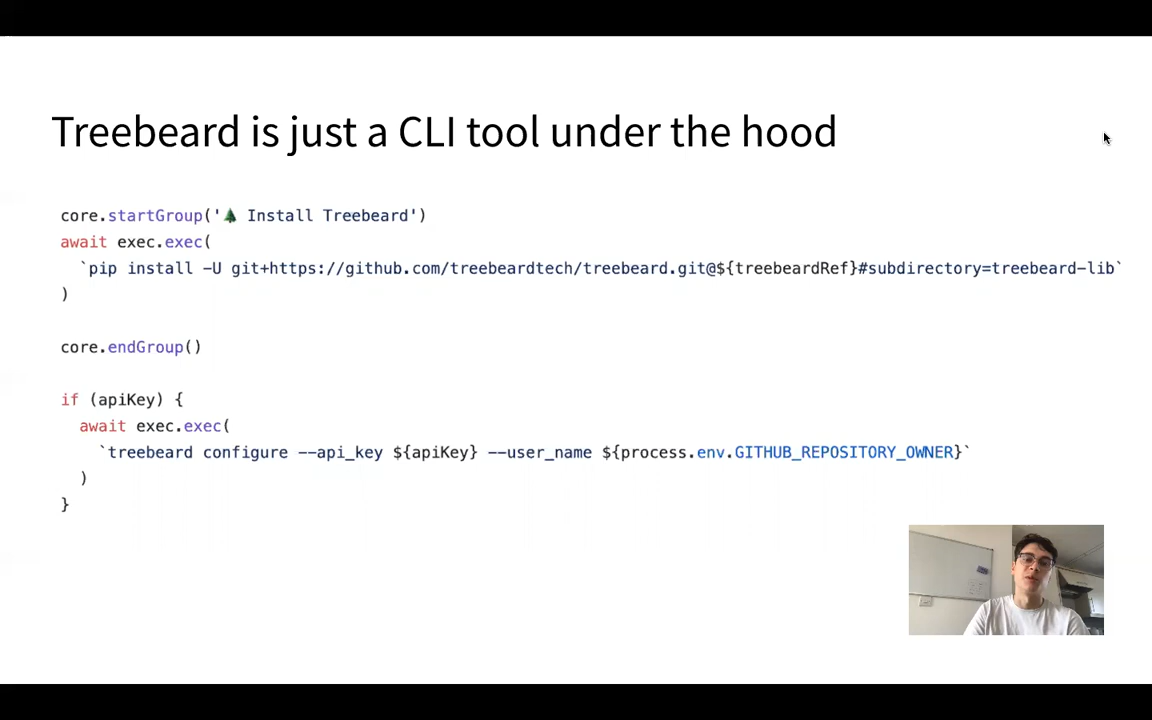 Treebeard is just a CLI tool under the hood
core.startGroup('🌲 Install Treebeard')
await exec.exec(
`pip install -U git+https://github.com/treebeardtech/treebeard.git@${treebeardRef}#subdirectory=treebeard-lib`
)
core.endGroup()
if (apiKey) {
await exec.exec(
`treebeard configure --api_key ${apiKey} --user_name ${process.env.GITHUB_REPOSITORY_OWNER}`
)
}